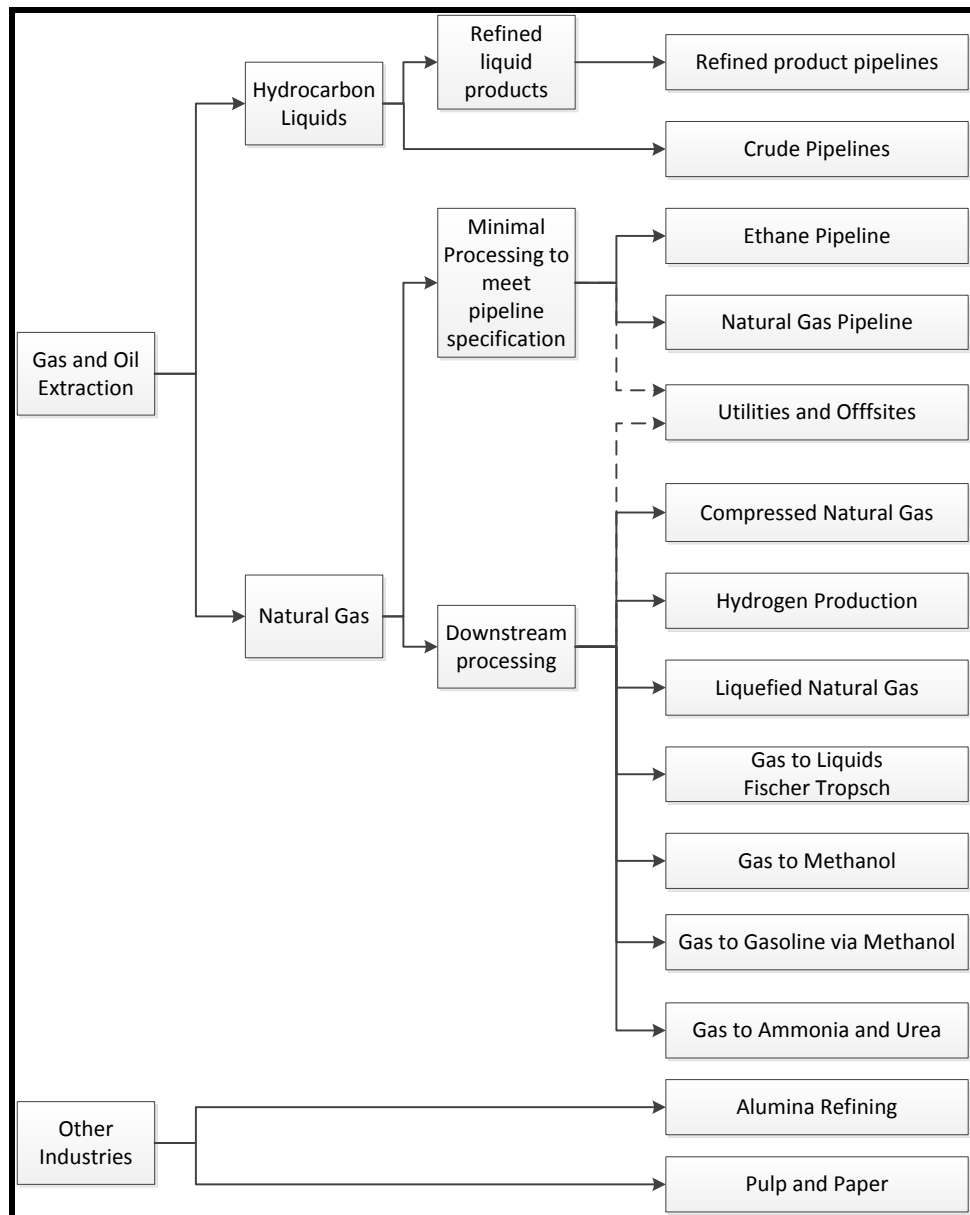 Refined
liquid
products
Refined product pipelines
Hydrocarbon
Liquids
Crude Pipelines
Minimal
Processing to
meet
pipeline
specification
Ethane Pipeline
Natural Gas Pipeline
Gas and Oil
Extraction
Utilities and Offfsites
Compressed Natural Gas
Hydrogen Production
Natural Gas
Downstream
processing
Liquefied Natural Gas
Gas to Liquids
Fischer Tropsch
Gas to Methanol
Gas to Gasoline via Methanol
Gas to Ammonia and Urea
Other
Industries
Alumina Refining
Pulp and Paper